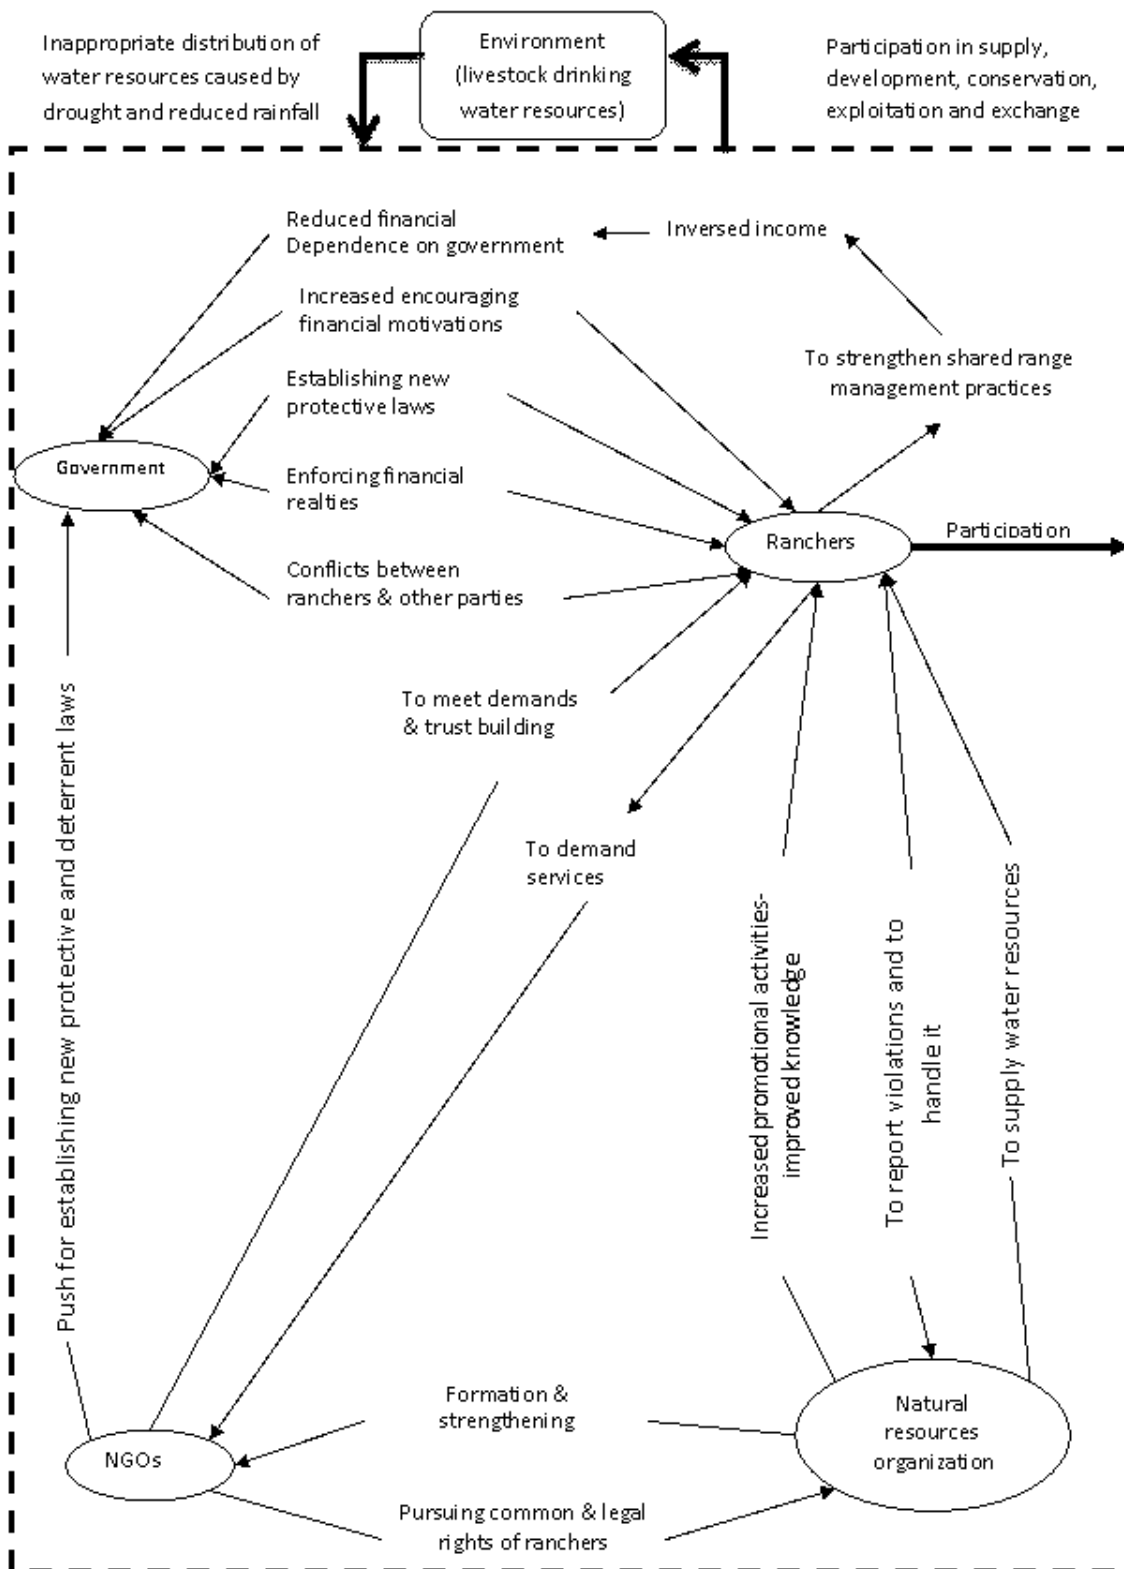 Inappropriate distribution of
water resources caused by
drought and reduced rainfall
Environment
(livestock drinking
water resources)
Participation in supply,
development, conservation,
exploitation and exchange
Reduced financial
Dependence on government
Inversed income
Increased encouraging
financial motivations
To strengthen shared range
management practices
Establishing new
protective laws
Government
Enforcing financial
realties
Ranchers
Participation
Conflicts between
ranchers & other parties
To meet demands
& trust building
To demand
services
Push for establishing new protective and deterrent laws
Increased promotional activities-
improved knowledge
To report violations and to
handle it
To supply water resources
Formation &
strengthening
Natural
resources
organization
NGOs
Pursuing common & legal
rights of ranchers